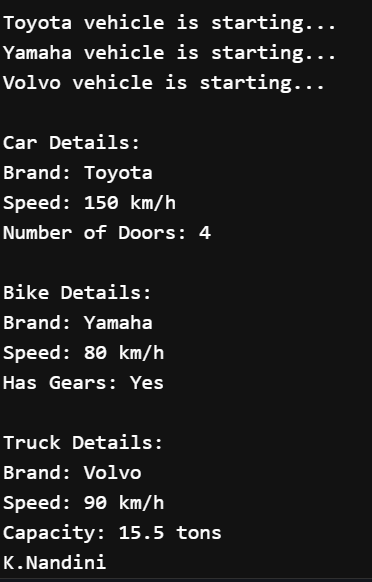 Toyota vehicle is starting...
Yamaha vehicle is starting...
Volvo vehicle is starting...
Car Details:
Brand: Toyota
Speed: 150 km/h
Number of Doors: 4
Bike Details:
Brand: Yamaha
Speed: 80 km/h
Has Gears: Yes
Truck Details:
Brand: Volvo
Speed: 90 km/h
Capacity: 15.5 tons
K.Nandini